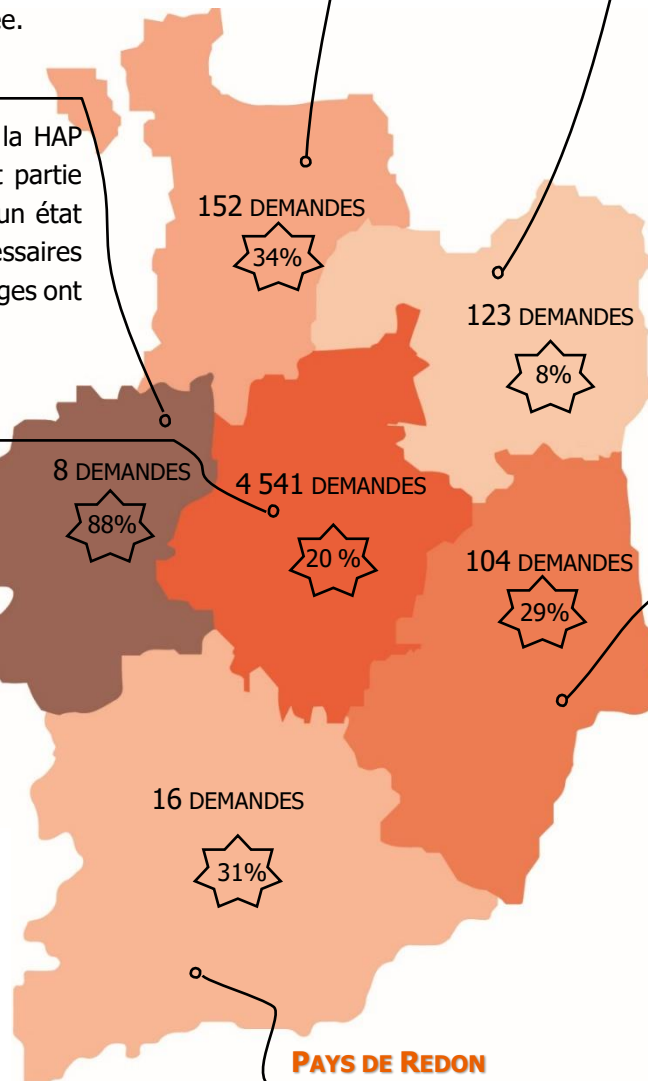 ée.
la HAP
t partie
un état
essaires
ges ont
152 DEMANDES
34%
123 DEMANDES
8%
8 DEMANDES
88%
4 541 DEMANDES
20 %
104 DEMANDES
29%
16 DEMANDES
31%
PAYS DE REDON